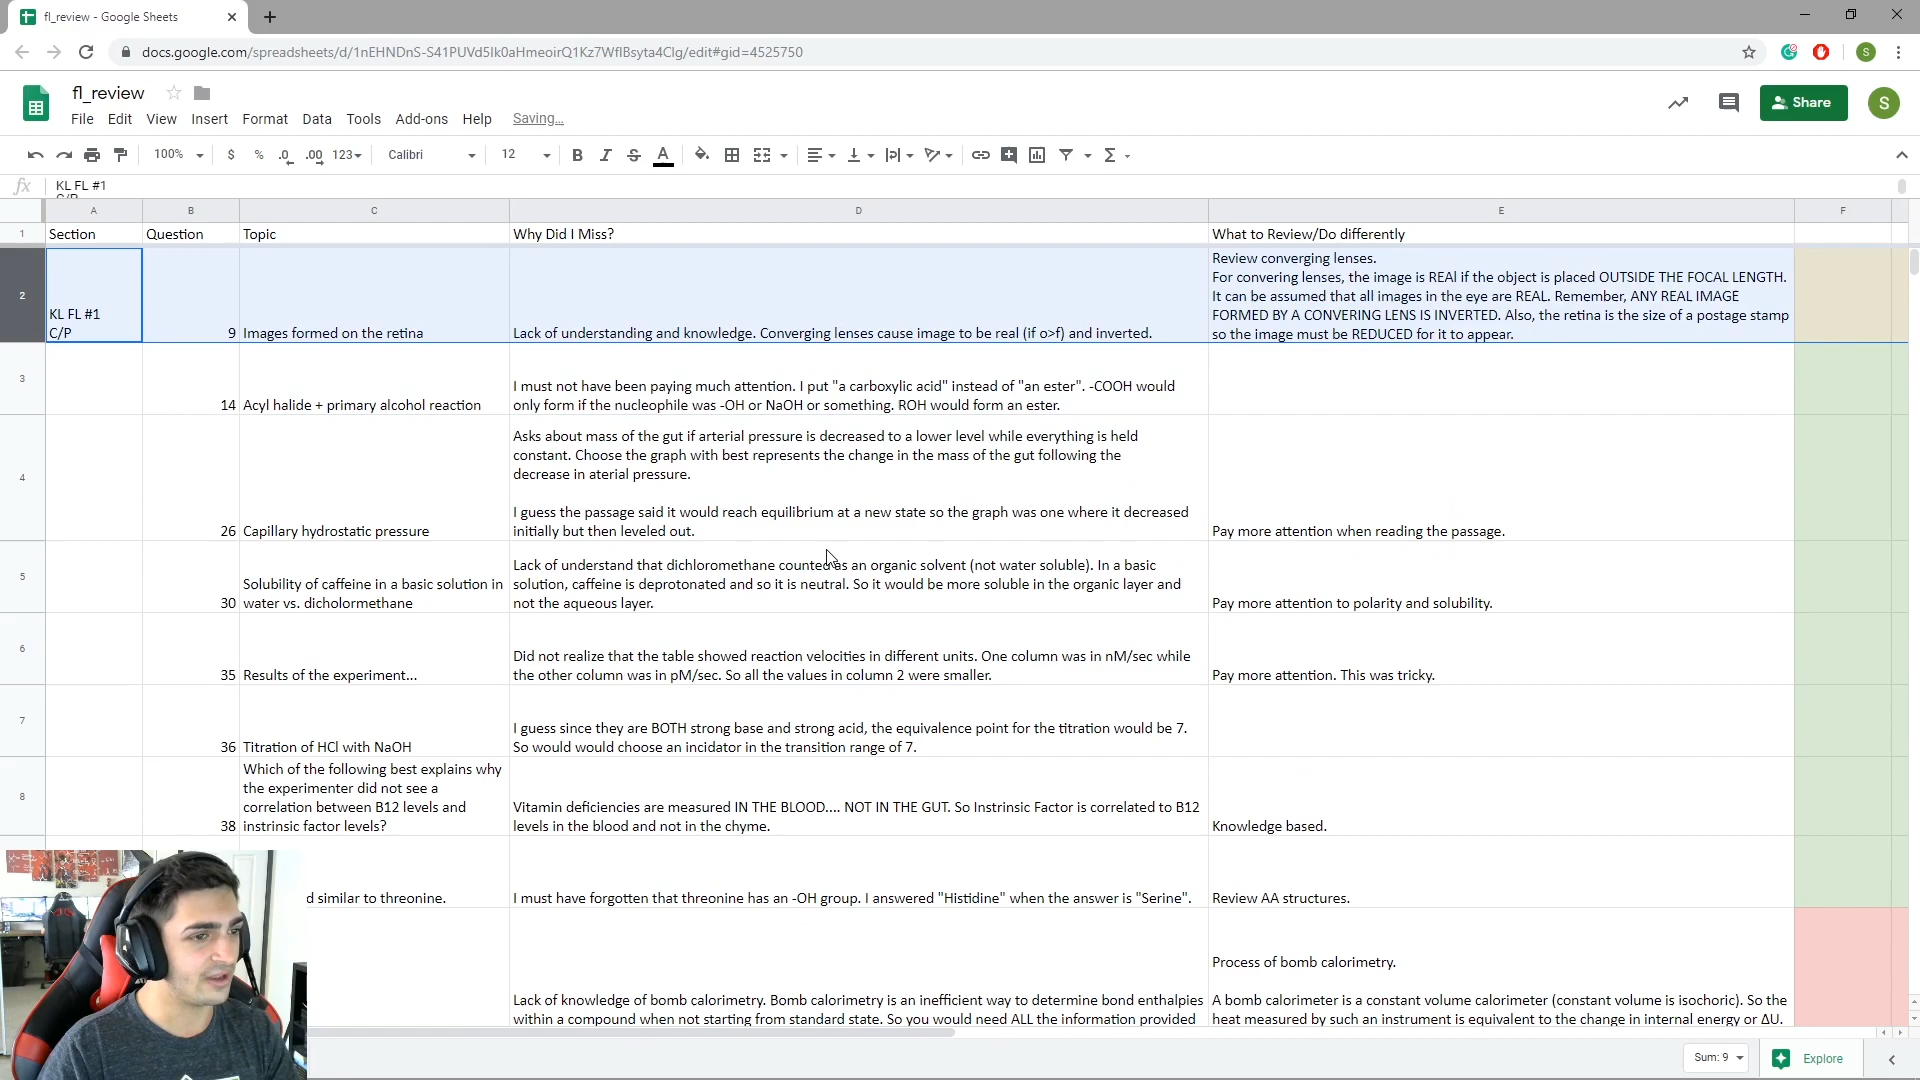 fl_review - Google Sheets
docs.google.com/spreadsheets/d/1nEHNDnS-S41PUVd5Ik0aHmeoirQ1Kz7WfIBsyta4CIg/edit#gid=4525750
S
fl_review
File Edit View Insert Format Data Tools Add-ons Help Saving...
Share
S
100% $ % .0 .00 123 Calibri 12 B I S A
fx KL FL #1
C/P
A B C D E F
1 Section Question Topic Why Did I Miss? What to Review/Do differently
Review converging lenses.
For convering lenses, the image is REAl if the object is placed OUTSIDE THE FOCAL LENGTH.
It can be assumed that all images in the eye are REAL. Remember, ANY REAL IMAGE
FORMED BY A CONVERING LENS IS INVERTED. Also, the retina is the size of a postage stamp
so the image must be REDUCED for it to appear.
2
KL FL #1
C/P
9 Images formed on the retina Lack of understanding and knowledge. Converging lenses cause image to be real (if o>f) and inverted.
3
I must not have been paying much attention. I put "a carboxylic acid" instead of "an ester". -COOH would
14 Acyl halide + primary alcohol reaction only form if the nucleophile was -OH or NaOH or something. ROH would form an ester.
Asks about mass of the gut if arterial pressure is decreased to a lower level while everything is held
constant. Choose the graph with best represents the change in the mass of the gut following the
decrease in aterial pressure.
4
I guess the passage said it would reach equilibrium at a new state so the graph was one where it decreased
26 Capillary hydrostatic pressure initially but then leveled out. Pay more attention when reading the passage.
5
Lack of understand that dichloromethane counted as an organic solvent (not water soluble). In a basic
Solubility of caffeine in a basic solution in solution, caffeine is deprotonated and so it is neutral. So it would be more soluble in the organic layer and
30 water vs. dicholormethane not the aqueous layer. Pay more attention to polarity and solubility.
6
Did not realize that the table showed reaction velocities in different units. One column was in nM/sec while
35 Results of the experiment... the other column was in pM/sec. So all the values in column 2 were smaller. Pay more attention. This was tricky.
7
I guess since they are BOTH strong base and strong acid, the equivalence point for the titration would be 7.
36 Titration of HCl with NaOH So would would choose an incidator in the transition range of 7.
8
Which of the following best explains why
the experimenter did not see a
correlation between B12 levels and Vitamin deficiencies are measured IN THE BLOOD.... NOT IN THE GUT. So Instrinsic Factor is correlated to B12
38 instrinsic factor levels? levels in the blood and not in the chyme. Knowledge based.
d similar to threonine. I must have forgotten that threonine has an -OH group. I answered "Histidine" when the answer is "Serine". Review AA structures.
Process of bomb calorimetry.
Lack of knowledge of bomb calorimetry. Bomb calorimetry is an inefficient way to determine bond enthalpies A bomb calorimeter is a constant volume calorimeter (constant volume is isochoric). So the
within a compound when not starting from standard state. So you would need ALL the information provided heat measured by such an instrument is equivalent to the change in internal energy or ΔU.
Sum: 9 Explore